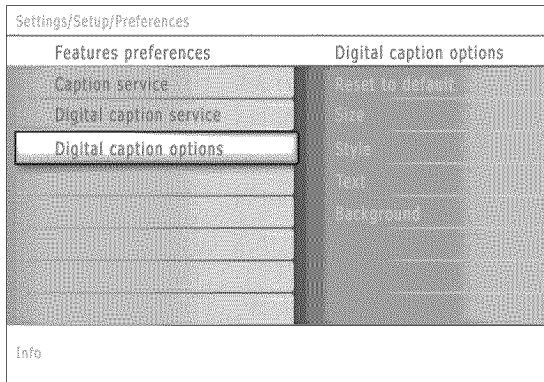 Settings/Setup/Preferences
Features preferences
Digital caption options
Caption service
Reset to default
Digital caption service
Size
Digital caption options
Style
Text
Background
Info